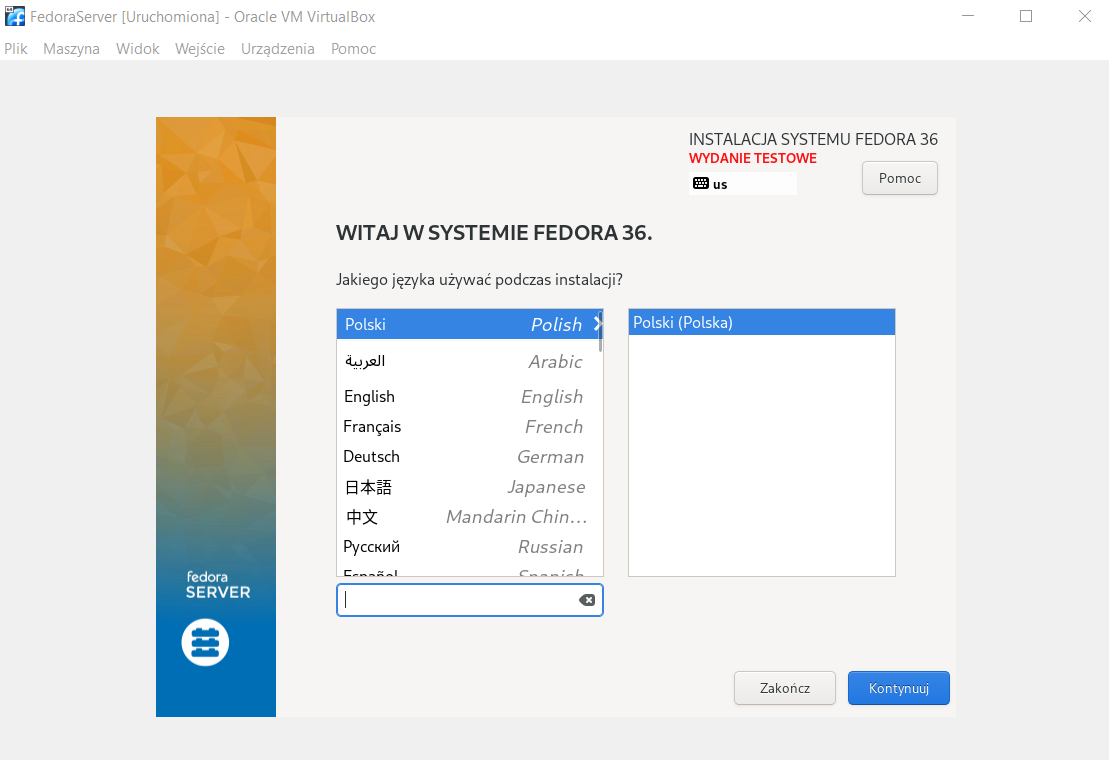 FedoraServer [Uruchomiona] - Oracle VM VirtualBox
Plik Maszyna Widok Wejście Urządzenia Pomoc
INSTALACJA SYSTEMU FEDORA 36
WYDANIE TESTOWE
us
Pomoc
WITAJ W SYSTEMIE FEDORA 36.
Jakiego języka używać podczas instalacji?
Polski Polish
Polski (Polska)
العربية Arabic
English English
Français French
Deutsch German
日本語 Japanese
中文 Mandarin Chin...
Русский Russian
Español Spanish
fedora
SERVER
Zakończ Kontynuuj